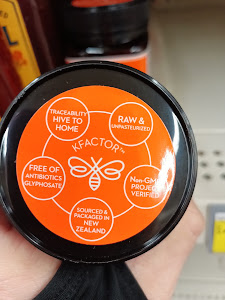 TRACEABILITY
HIVE TO
HOME
RAW &
UNPASTEURIZED
KFACTOR™
FREE OF
ANTIBIOTICS
GLYPHOSATE
Non-GMO
PROJECT
VERIFIED
SOURCED &
PACKAGED IN
NEW
ZEALAND